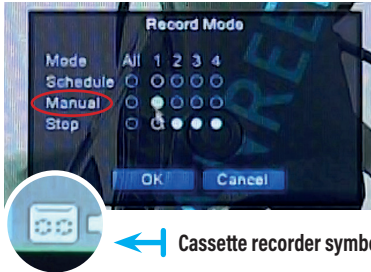 Record Mode
Mode All 1 2 3 4
Schedule
Manual
Stop
OK Cancel
Cassette recorder symbo